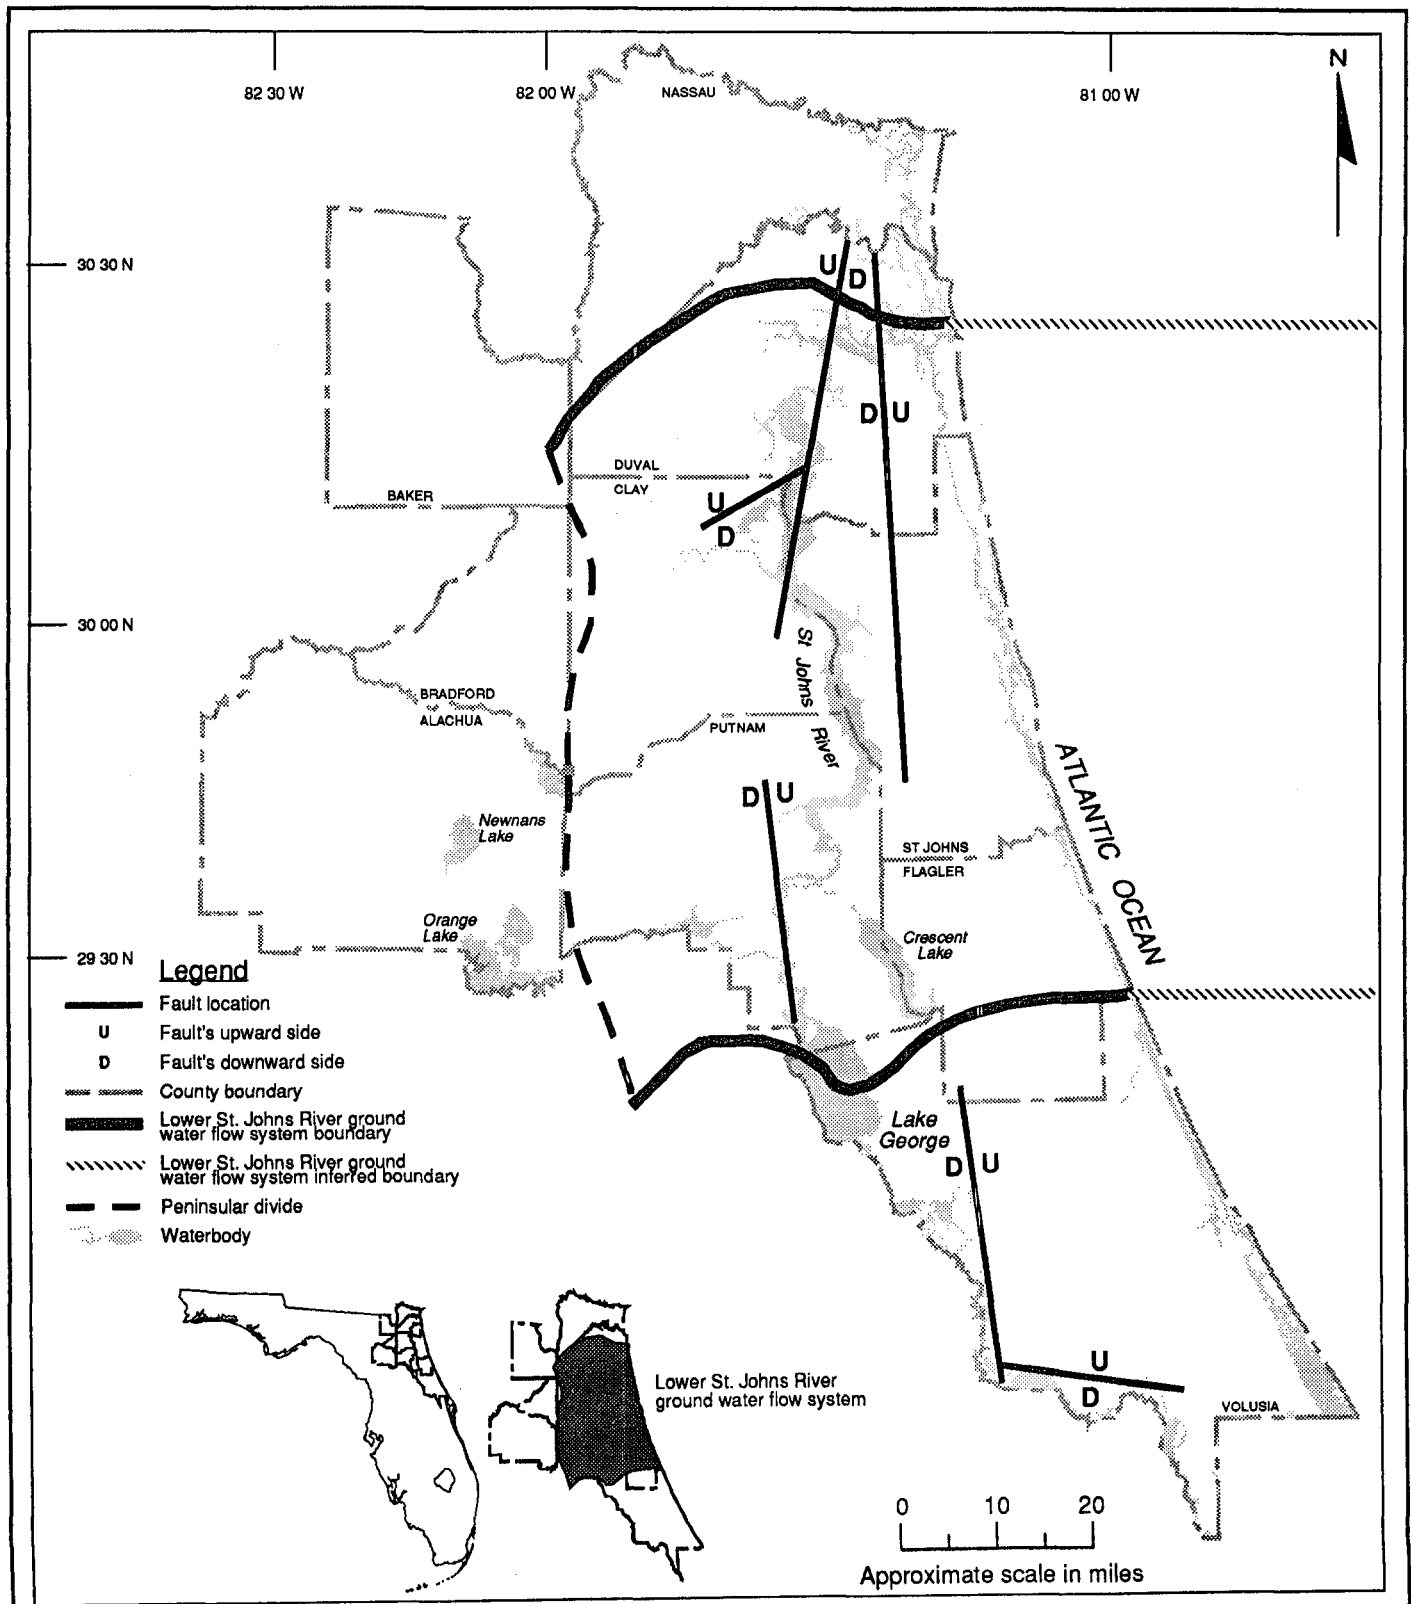 N
82 30 W
82 00 W
81 00 W
NASSAU
30 30 N
U
D
D
U
DUVAL
CLAY
BAKER
U
D
30 00 N
St Johns
River
BRADFORD
ALACHUA
PUTNAM
ATLANTIC OCEAN
D
U
Newnans
Lake
ST JOHNS
FLAGLER
Orange
Lake
Crescent
Lake
29 30 N
Legend
Fault location
U
Fault's upward side
D
Fault's downward side
County boundary
Lower St. Johns River ground
water flow system boundary
Lower St. Johns River ground
water flow system inferred boundary
Peninsular divide
Waterbody
Lake
George
D
U
U
D
VOLUSIA
Lower St. Johns River
ground water flow system
0 10 20
Approximate scale in miles